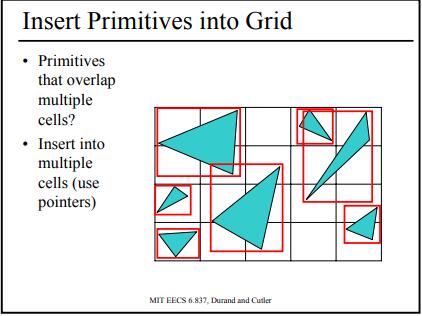 Insert Primitives into Grid
• Primitives
that overlap
multiple
cells?
• Insert into
multiple
cells (use
pointers)
MIT EECS 6.837, Durand and Cutler